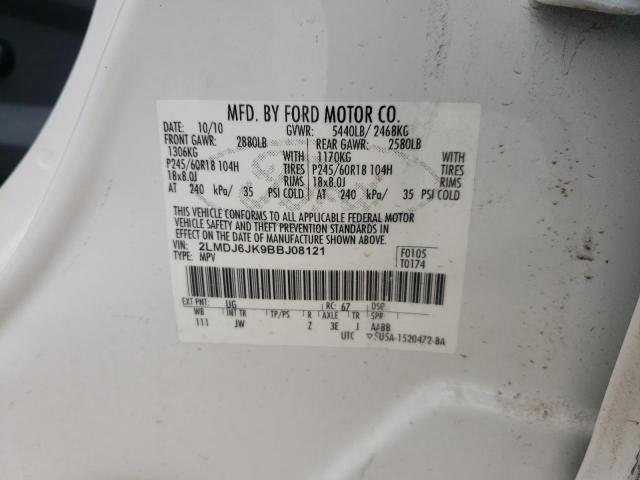 MFD. BY FORD MOTOR CO.
DATE: 10/10 GVWR: 5440LB/ 2468KG
FRONT GAWR: 2880LB REAR GAWR: 2580LB
1306KG WITH 1170KG WITH
P245/60R18 104H TIRES P245/60R18 104H TIRES
18x8.0J RIMS 18x8.0J RIMS
AT 240 kPa/ 35 PSI COLD AT 240 kPa/ 35 PSI COLD
THIS VEHICLE CONFORMS TO ALL APPLICABLE FEDERAL MOTOR
VEHICLE SAFETY AND THEFT PREVENTION STANDARDS IN
EFFECT ON THE DATE OF MANUFACTURE SHOWN ABOVE.
VIN: 2LMDJ6JK9BBJ08121 F0105
TYPE: MPV T0174
EXT PNT: UG RC: 67 DSO:
WB INT TR TP/PS R AXLE TR SPR
111 JW Z 3E J AABB
UTC 5U5A-1520472-BA